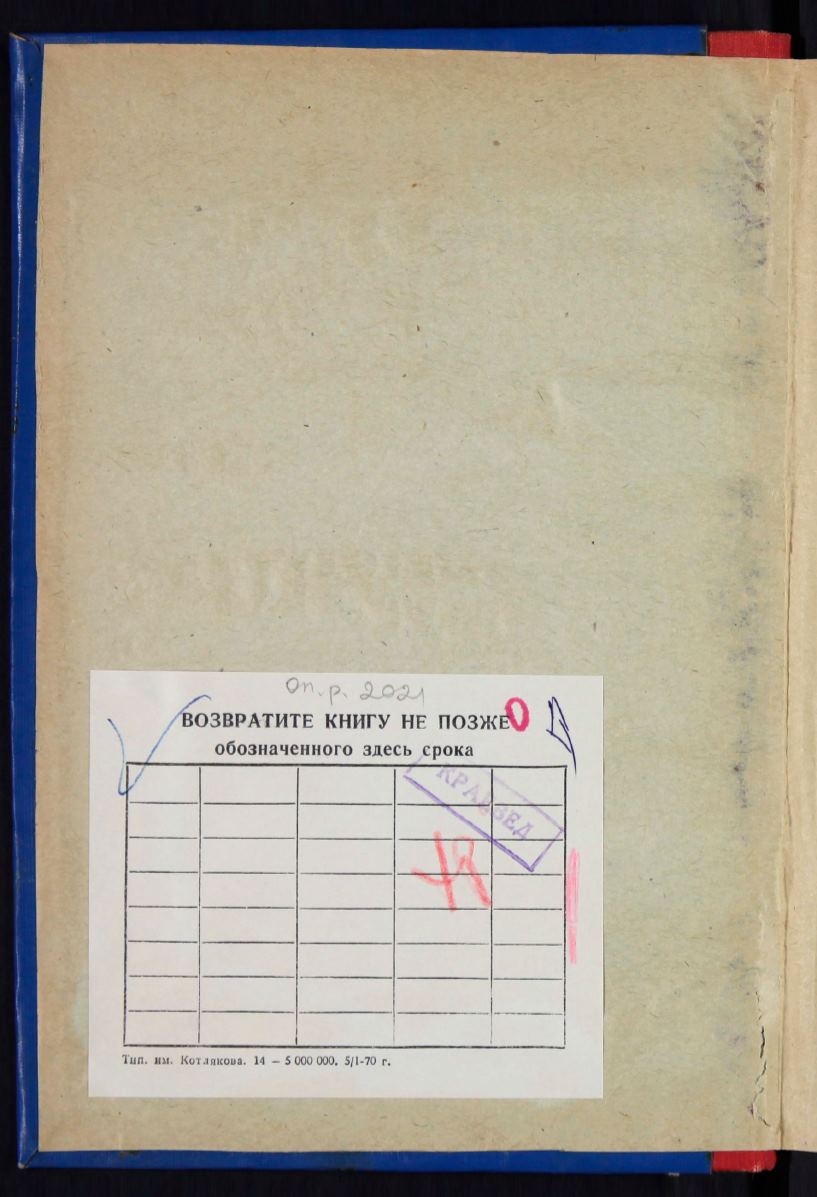 Оп. р. 2021
ВОЗВРАТИТЕ КНИГУ НЕ ПОЗЖЕ
обозначенного здесь срока
КРАЕВЕД
Тип. им. Котлякова. 14 — 5 000 000. 5/1-70 г.